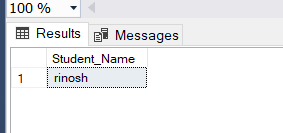 100 %
Results Messages
Student_Name
1 rinosh